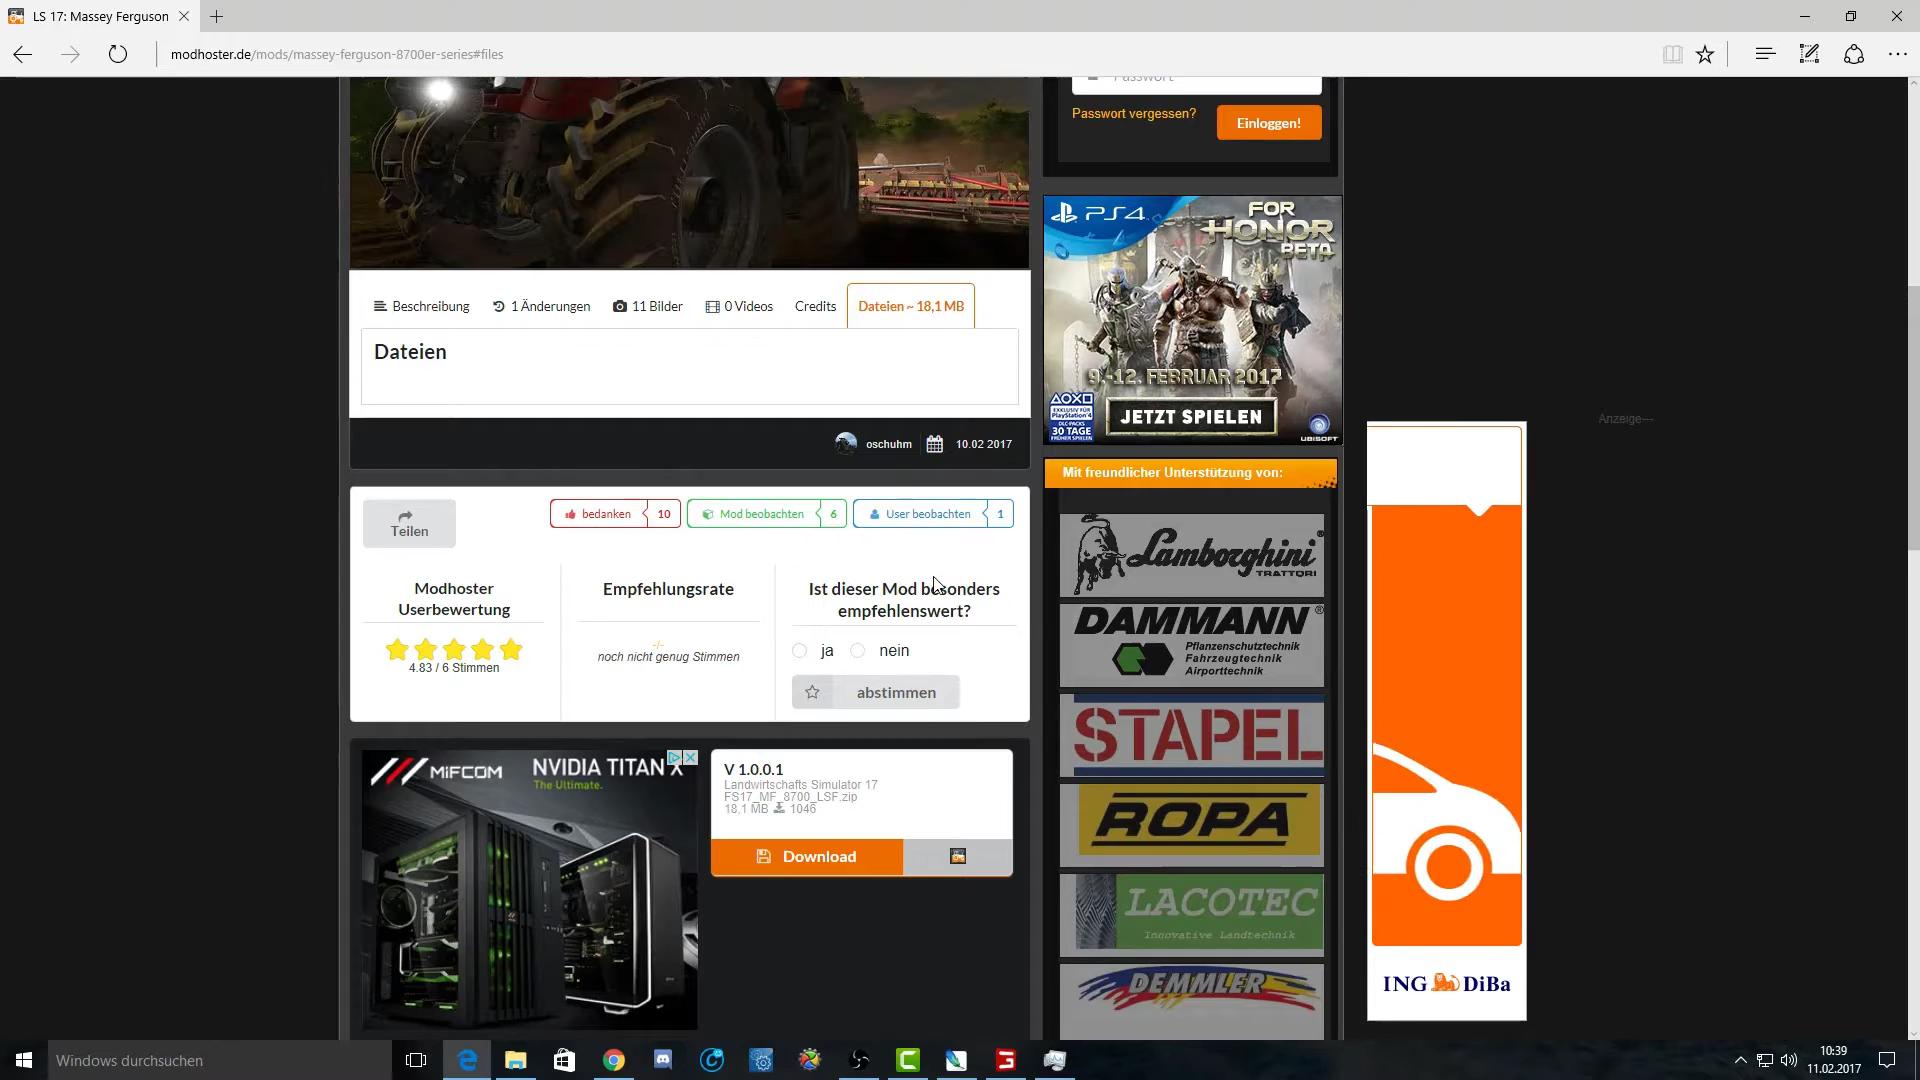 LS 17: Massey Ferguson
modhoster.de/mods/massey-ferguson-8700er-series#files
Passwort
Passwort vergessen?
Einloggen!
PS4
FOR
HONOR
BETA
9.-12. FEBRUAR 2017
30 TAGE
JETZT SPIELEN
UBISOFT
Beschreibung
1 Änderungen
11 Bilder
0 Videos
Credits
Dateien ~ 18,1 MB
Dateien
oschuhm
10.02 2017
Anzeige
Mit freundlicher Unterstützung von:
Teilen
bedanken 10
Mod beobachten 6
User beobachten 1
Modhoster
Userbewertung
4.83 / 6 Stimmen
Empfehlungsrate
-/-
noch nicht genug Stimmen
Ist dieser Mod besonders
empfehlenswert?
ja
nein
abstimmen
Lamborghini®
TRATTORI
DAMMANN®
Pflanzenschutztechnik
Fahrzeugtechnik
Airporttechnik
STAPEL
ROPA
LACOTEC
Innovative Landtechnik
DEMMLER
MIFCOM
NVIDIA TITAN X
The Ultimate.
V 1.0.0.1
Landwirtschafts Simulator 17
FS17_MF_8700_LSF.zip
18,1 MB 1046
Download
ING DiBa
Windows durchsuchen
10:39
11.02.2017